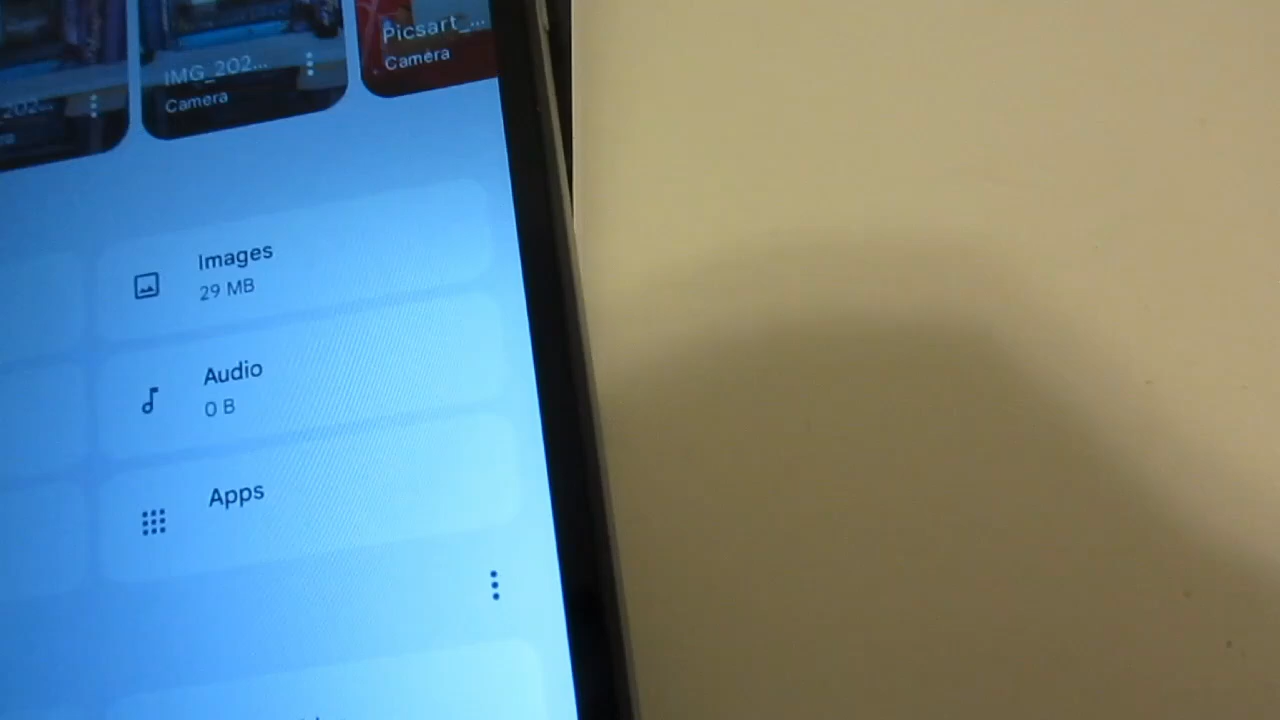 Picsart_...
Camera
IMG_202...
Camera
202...
Images
29 MB
Audio
0 B
Apps